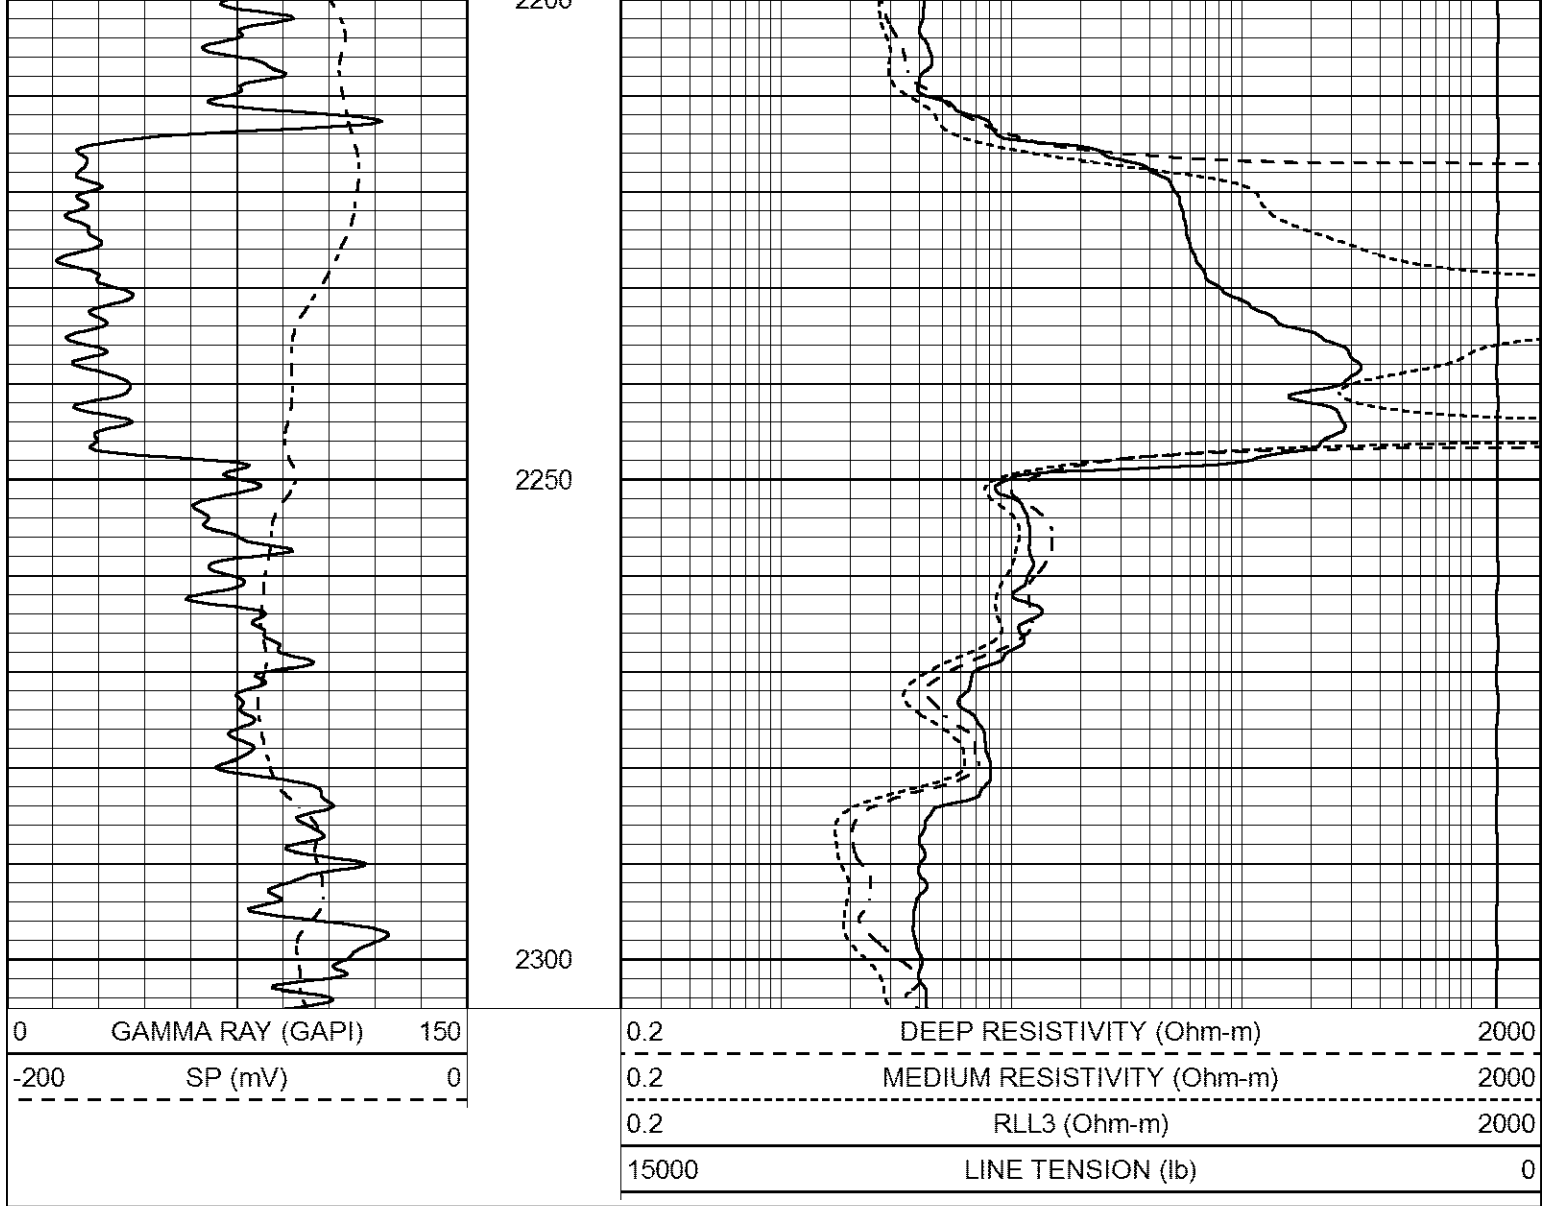 2200
2250
2300
0 GAMMA RAY (GAPI) 150
-200 SP (mV) 0
0.2 DEEP RESISTIVITY (Ohm-m) 2000
0.2 MEDIUM RESISTIVITY (Ohm-m) 2000
0.2 RLL3 (Ohm-m) 2000
15000 LINE TENSION (lb) 0